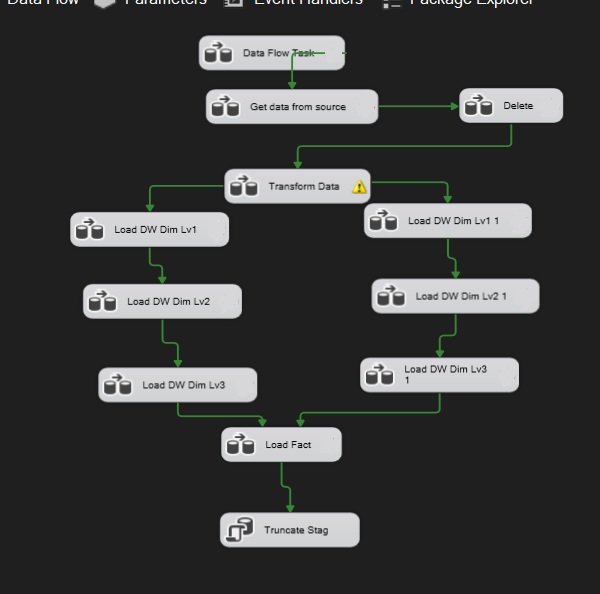 Data Flow Parameters Event Handlers Package Explorer
Data Flow Task
Get data from source
Delete
Transform Data
Load DW Dim Lv1
Load DW Dim Lv1 1
Load DW Dim Lv2
Load DW Dim Lv2 1
Load DW Dim Lv3
Load DW Dim Lv3
1
Load Fact
Truncate Stag